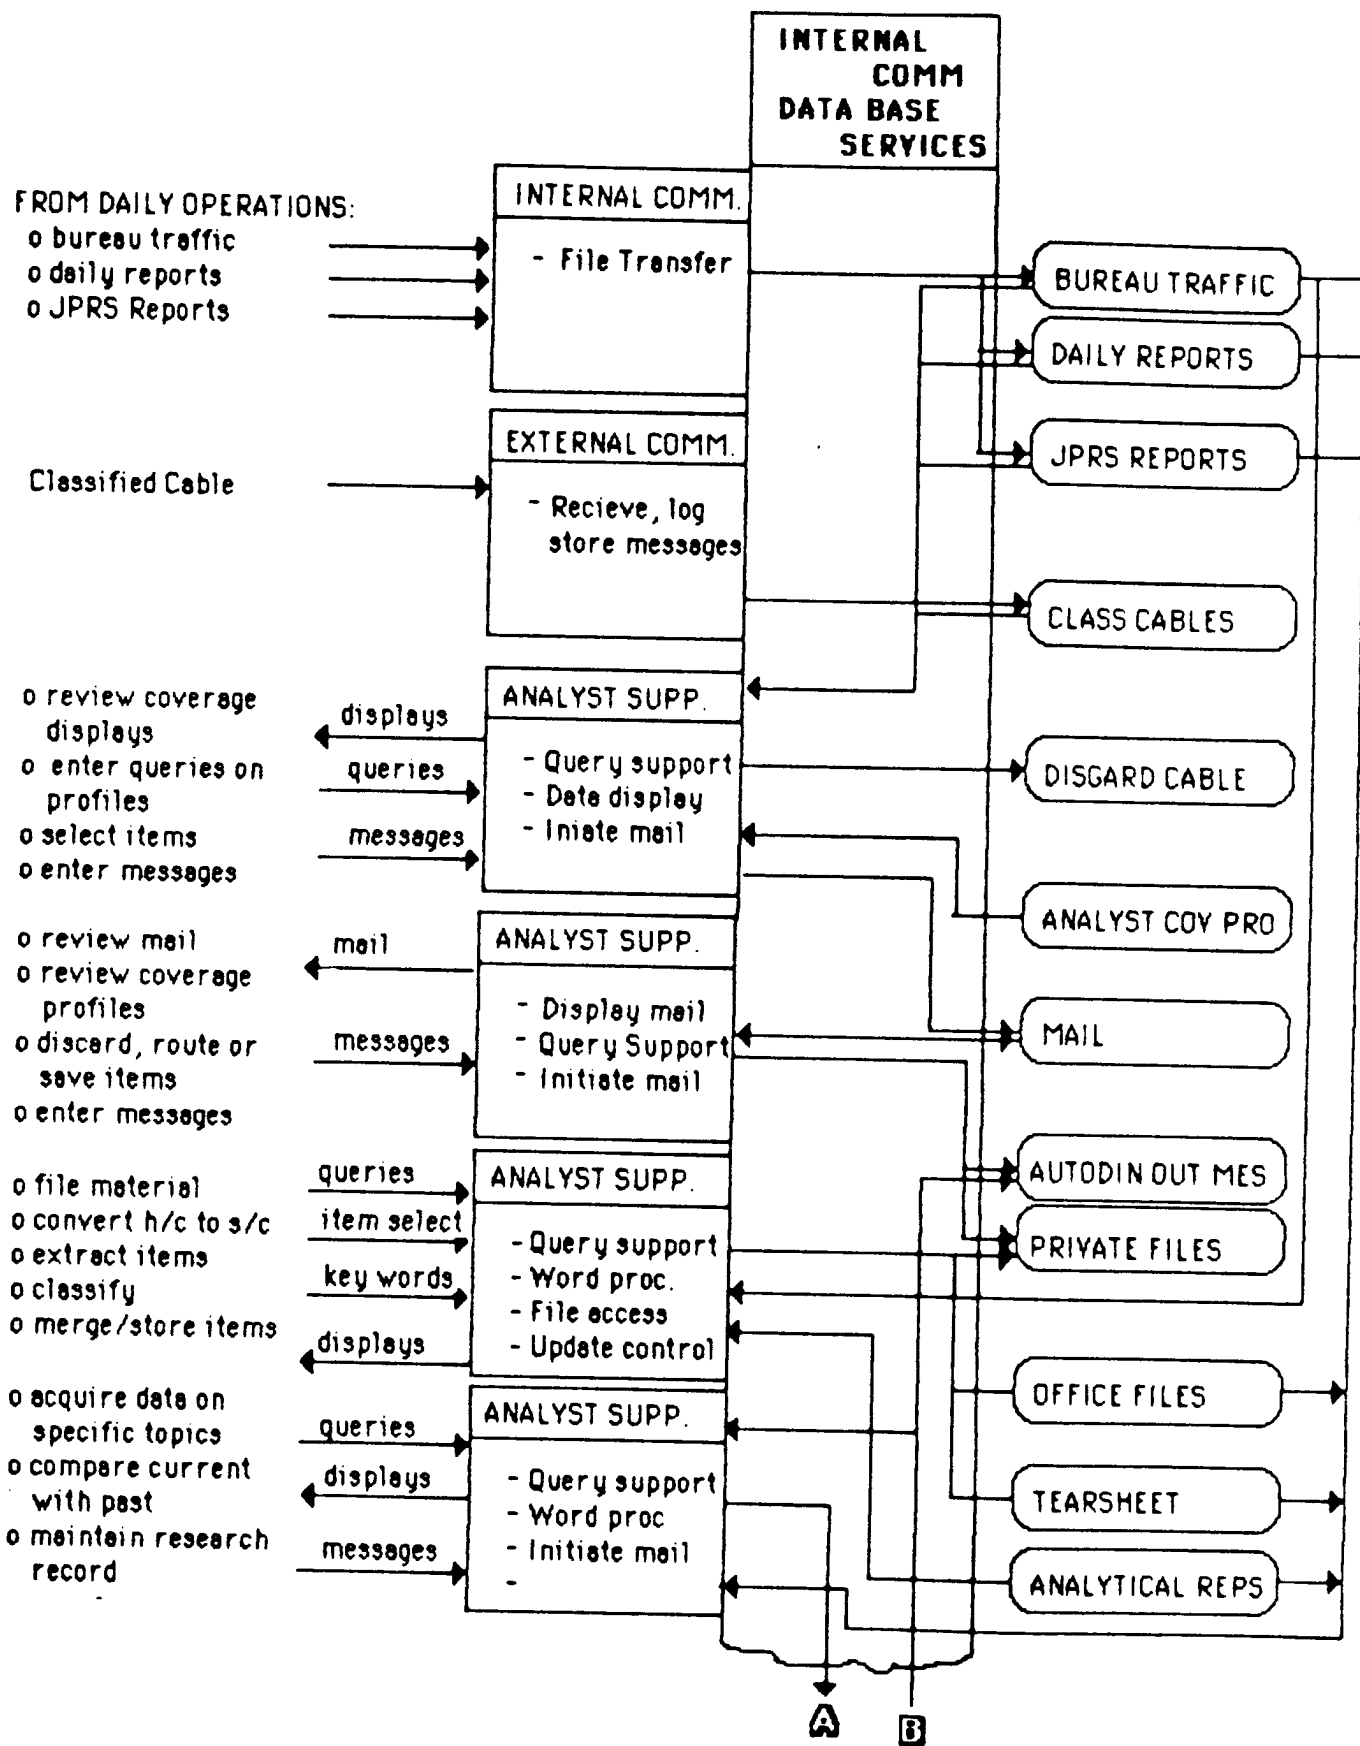 INTERNAL
COMM
DATA BASE
SERVICES
FROM DAILY OPERATIONS:
o bureau traffic
o daily reports
o JPRS Reports
INTERNAL COMM.
- File Transfer
BUREAU TRAFFIC
DAILY REPORTS
JPRS REPORTS
Classified Cable
EXTERNAL COMM.
- Recieve, log
store messages
CLASS CABLES
o review coverage
displays
o enter queries on
profiles
o select items
o enter messages
displays
queries
messages
ANALYST SUPP.
- Query support
- Data display
- Iniate mail
DISGARD CABLE
ANALYST COV PRO
o review mail
o review coverage
profiles
o discard, route or
save items
o enter messages
mail
messages
ANALYST SUPP.
- Display mail
- Query Support
- Initiate mail
MAIL
AUTODIN OUT MES
PRIVATE FILES
o file material
o convert h/c to s/c
o extract items
o classify
o merge/store items
queries
item select
key words
displays
ANALYST SUPP.
- Query support
- Word proc.
- File access
- Update control
OFFICE FILES
TEARSHEET
ANALYTICAL REPS
o acquire data on
specific topics
o compare current
with past
o maintain research
record
queries
displays
messages
ANALYST SUPP.
- Query support
- Word proc
- Initiate mail
-
A
B